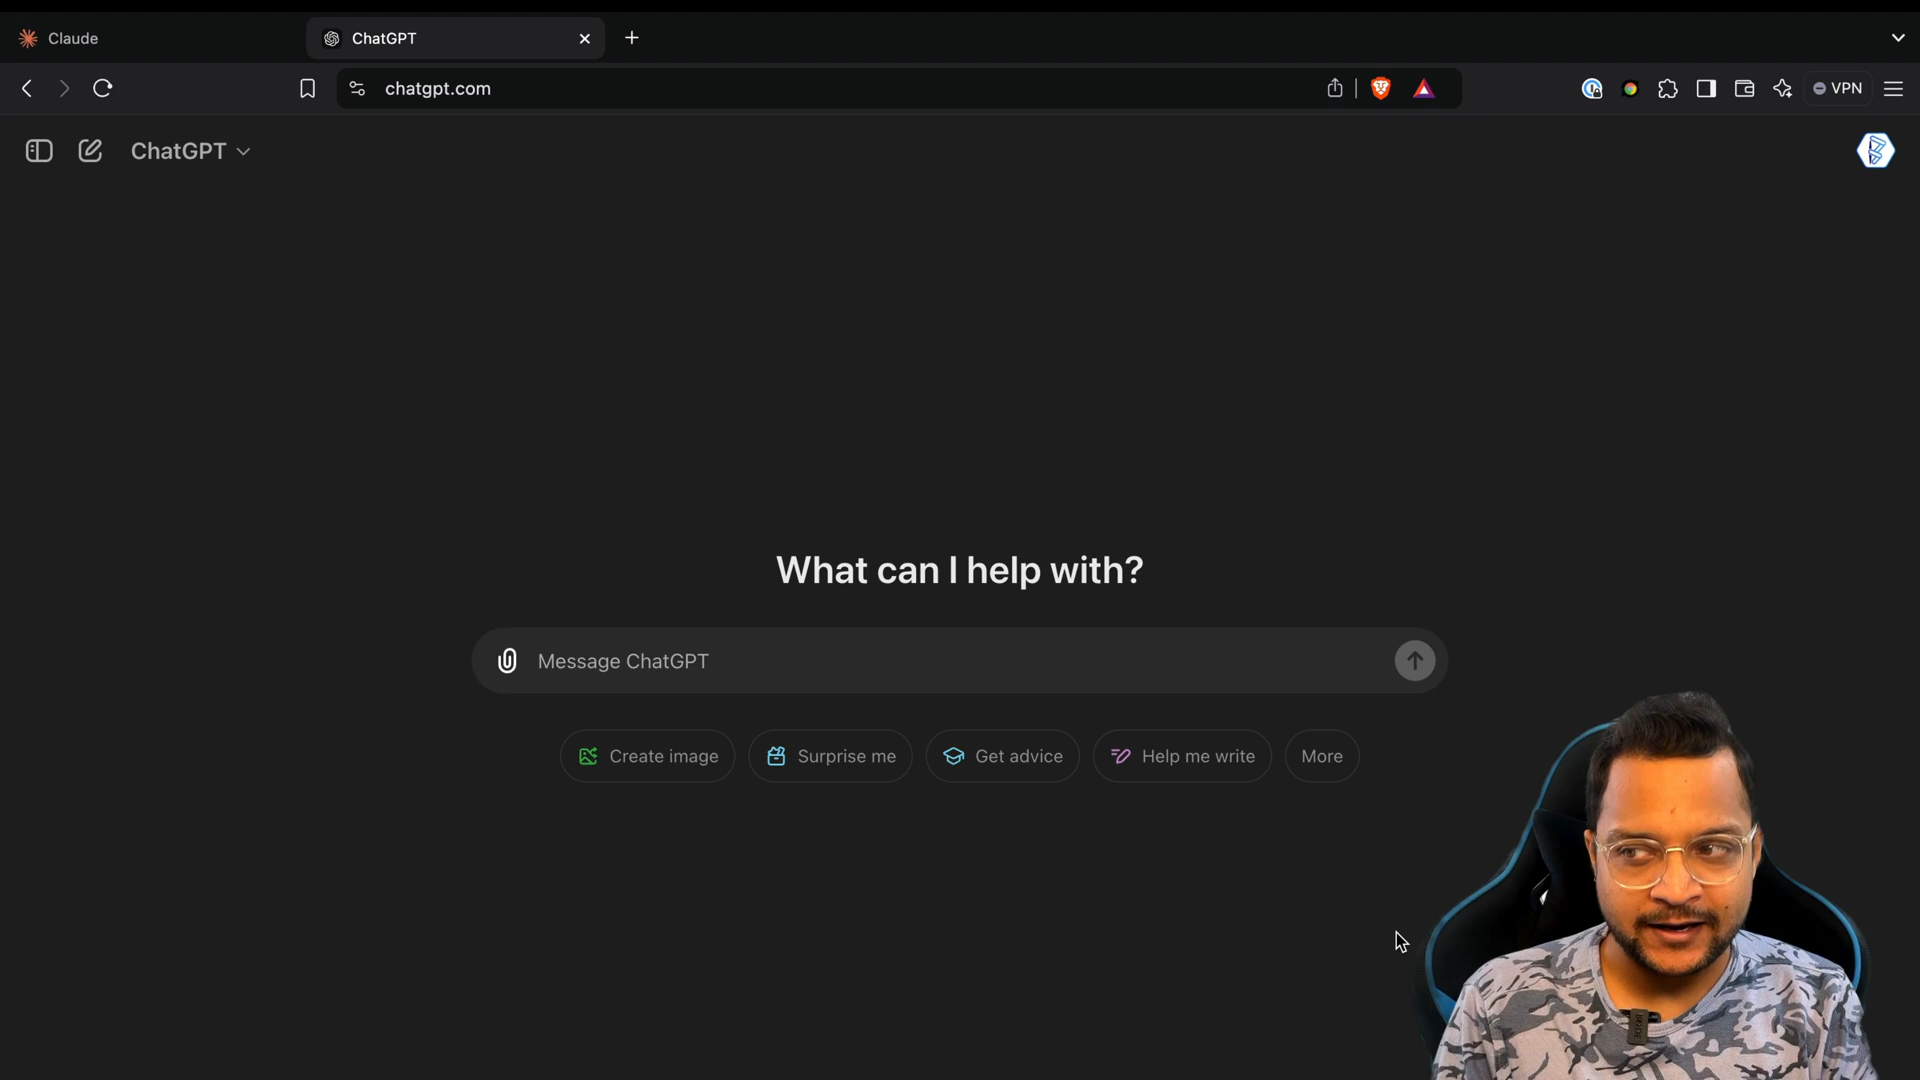 Claude
ChatGPT
chatgpt.com
VPN
ChatGPT
What can I help with?
Message ChatGPT
Create image
Surprise me
Get advice
Help me write
More